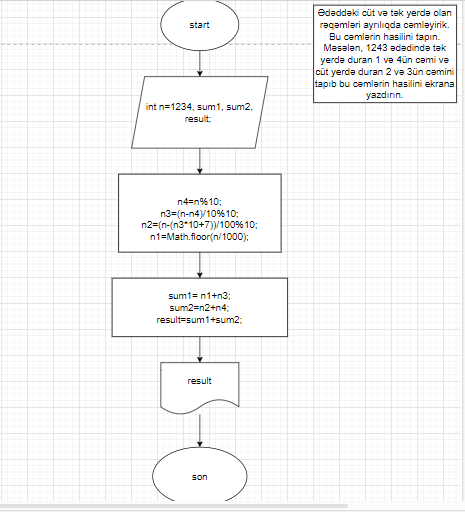 start
Ədəddəki cüt və tək yerdə olan
rəqəmləri ayrılıqda cəmləyirik.
Bu cəmlərin hasilini tapın.
Məsələn, 1243 ədədində tək
yerdə duran 1 və 4ün cəmi və
cüt yerdə duran 2 və 3ün cəmini
tapıb bu cəmlərin hasilini ekrana
yazdırın.
int n=1234, sum1, sum2,
result;
n4=n%10;
n3=(n-n4)/10%10;
n2=(n-(n3*10+7))/100%10;
n1=Math.floor(n/1000);
sum1= n1+n3;
sum2=n2+n4;
result=sum1+sum2;
result
son